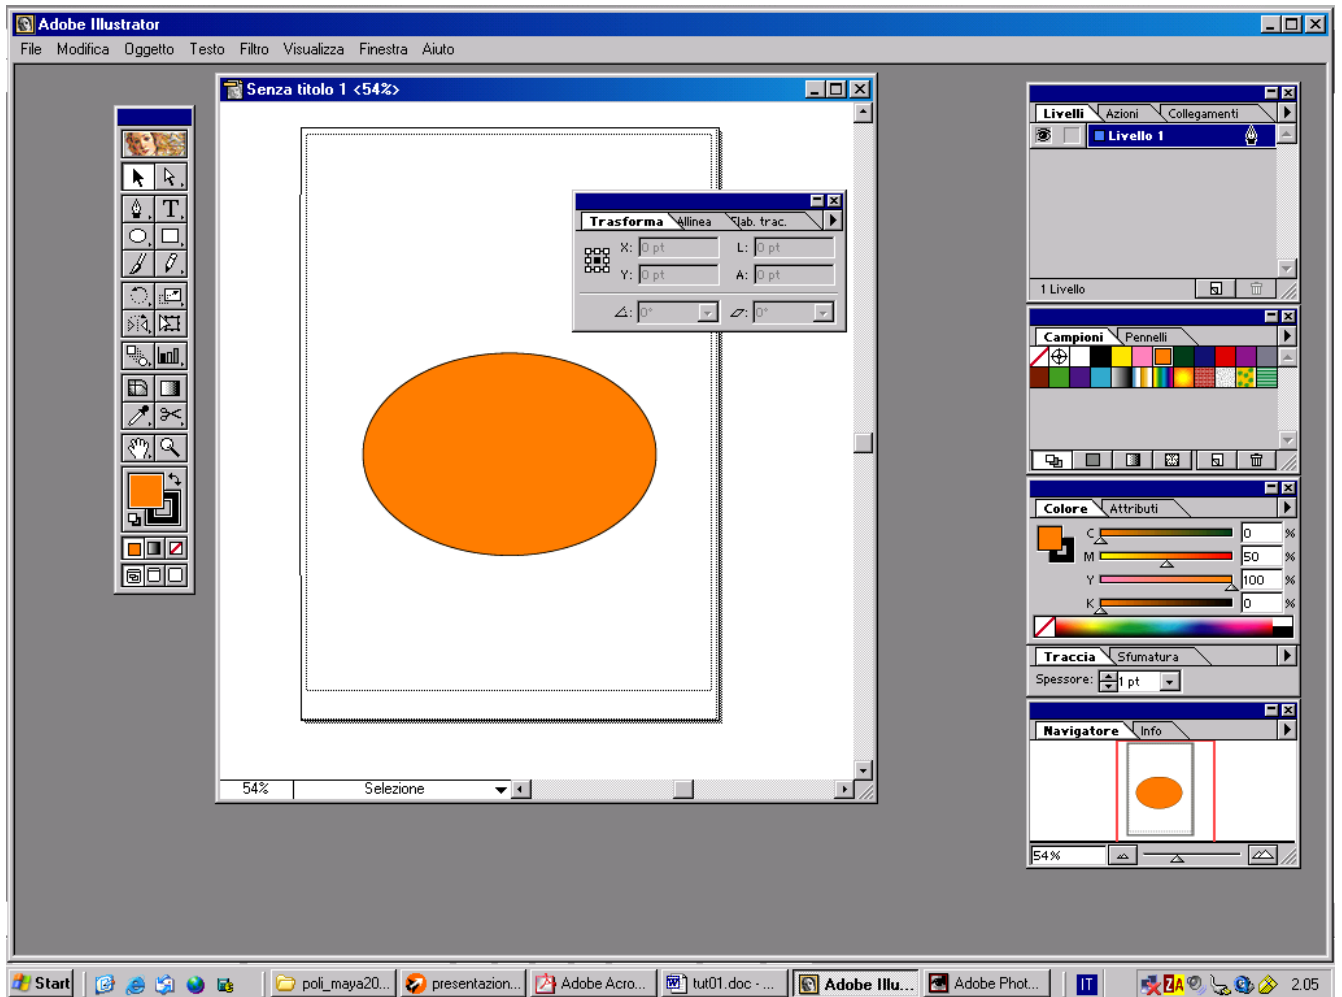 Adobe Illustrator
File Modifica Oggetto Testo Filtro Visualizza Finestra Aiuto
Senza titolo 1 <54%>
T
Trasforma Allinea Elab. trac.
X: 0 pt L: 0 pt
Y: 0 pt A: 0 pt
0° 0°
54% Selezione
Livelli Azioni Collegamenti
Livello 1
1 Livello
Campioni Pennelli
Colore Attributi
C 0 %
M 50 %
Y 100 %
K 0 %
Traccia Sfumatura
Spessore: 1 pt
Navigatore Info
54%
Start poli_maya20... presentazion... Adobe Acro... tut01.doc - ... Adobe Illu... Adobe Phot... IT ZA 2.05